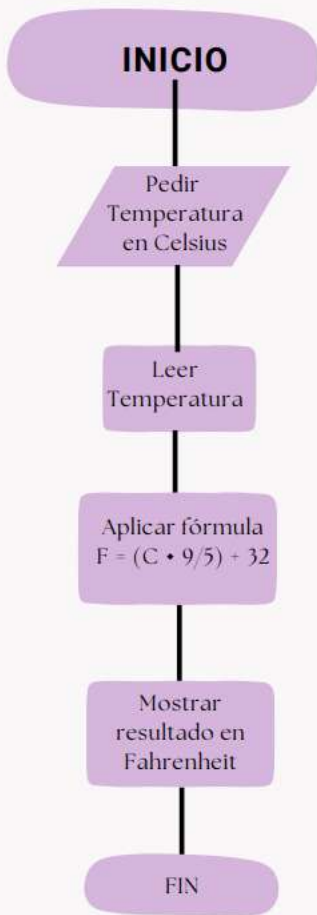 INICIO
Pedir
Temperatura
en Celsius
Leer
Temperatura
Aplicar fórmula
F = (C • 9/5) + 32
Mostrar
resultado en
Fahrenheit
FIN